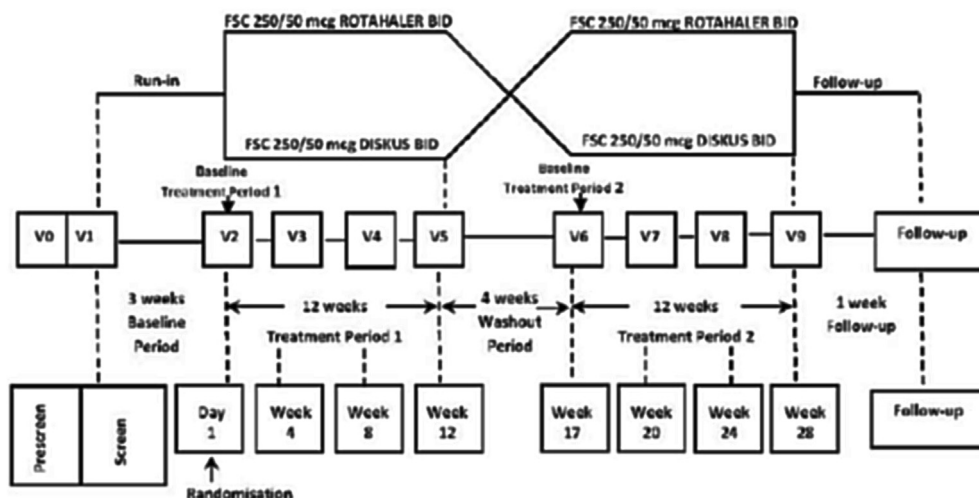 FSC 250/50 mcg ROTAHALER BID
FSC 250/50 mcg ROTAHALER BID
Run-in
Follow-up
FSC 250/50 mcg DISKUS BID
FSC 250/50 mcg DISKUS BID
Baseline
Treatment Period 1
Baseline
Treatment Period 2
V0 V1 V2 V3 V4 V5 V6 V7 V8 V9 Follow-up
3 weeks
Baseline
Period
12 weeks
Treatment Period 1
4 weeks
Washout
Period
12 weeks
Treatment Period 2
1 week
Follow-up
Prescreen
Screen
Day
1
Week
4
Week
8
Week
12
Week
17
Week
20
Week
24
Week
28
Follow-up
Randomisation